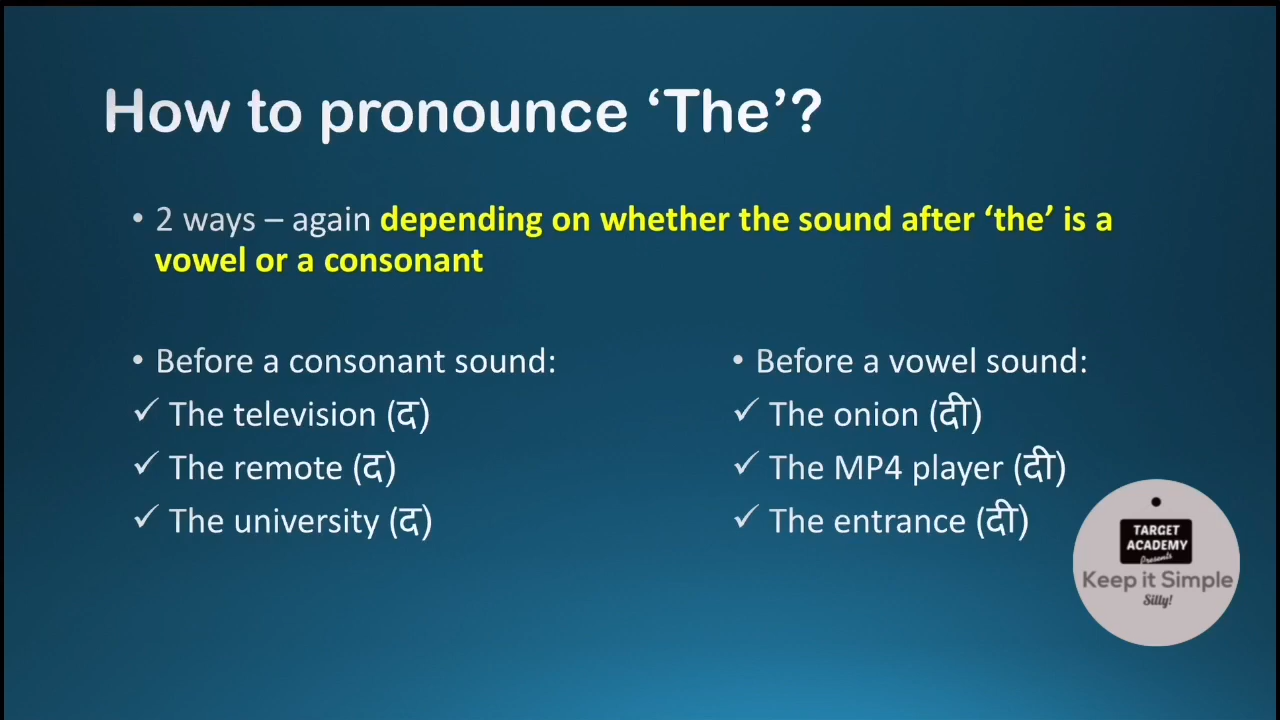 How to pronounce ‘The’?
• 2 ways – again depending on whether the sound after ‘the’ is a
vowel or a consonant
• Before a consonant sound:
✓ The television (द)
✓ The remote (द)
✓ The university (द)
• Before a vowel sound:
✓ The onion (दी)
✓ The MP4 player (दी)
✓ The entrance (दी)
TARGET
ACADEMY
Presents
Keep it Simple
Silly!